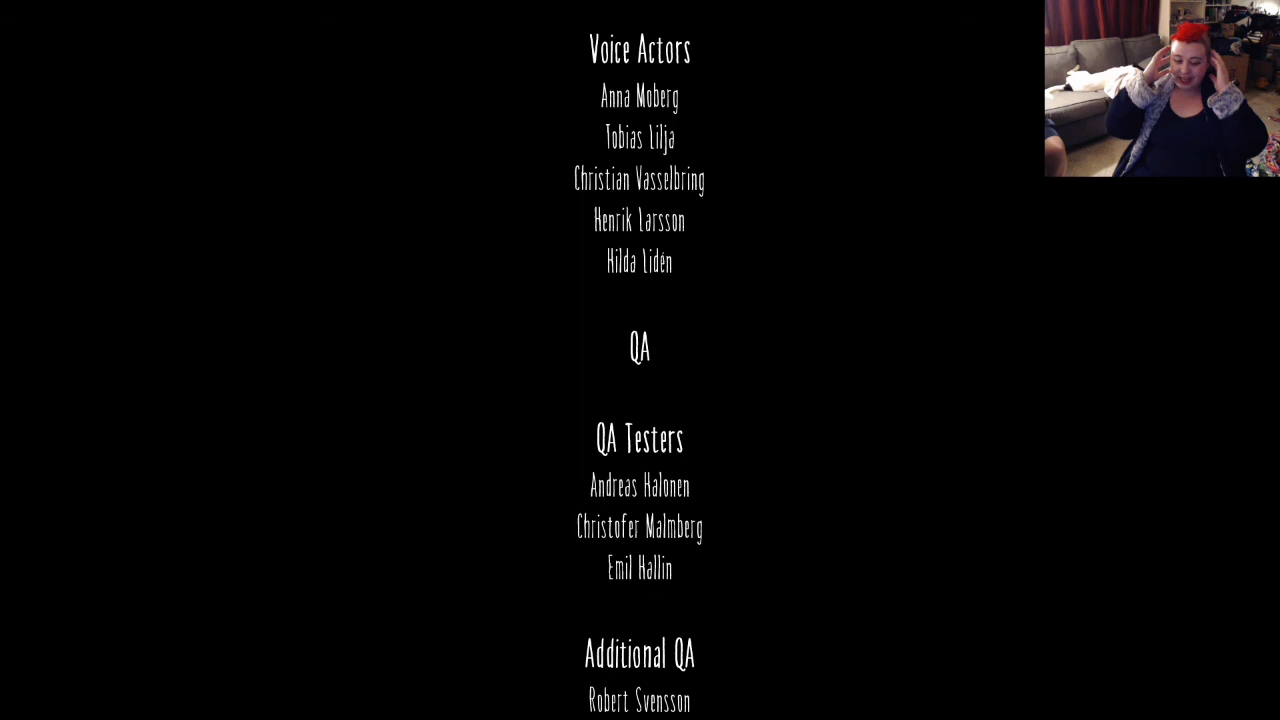 Voice Actors
Anna Moberg
Tobias Lilja
Christian Vasselbring
Henrik Larsson
Hilda Lidén
QA
QA Testers
Andreas Halonen
Christofer Malmberg
Emil Hallin
Additional QA
Robert Svensson